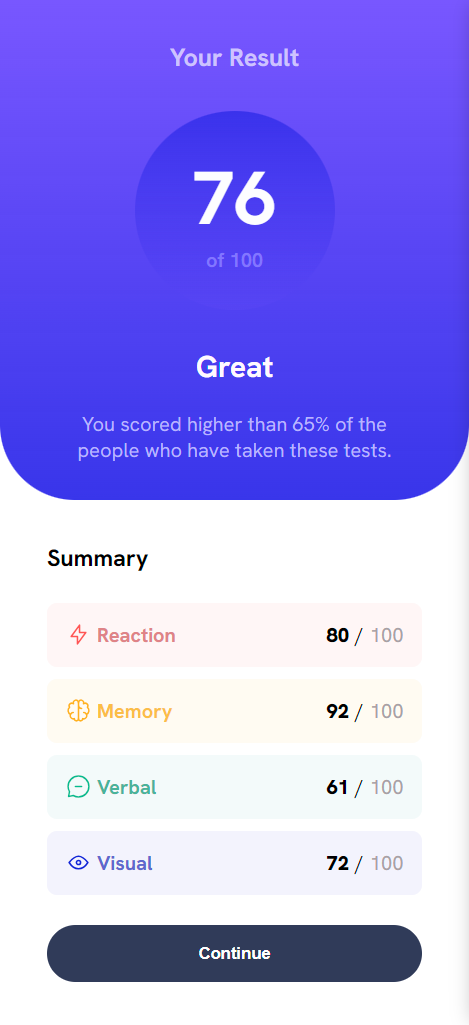 Your Result
76
of 100
Great
You scored higher than 65% of the
people who have taken these tests.
Summary
Reaction 80 / 100
Memory 92 / 100
Verbal 61 / 100
Visual 72 / 100
Continue